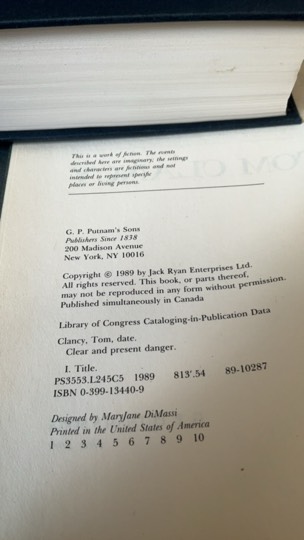 This is a work of fiction. The events
described here are imaginary, the settings
and characters are fictitious and not
intended to represent specific
places or living persons.
G. P. Putnam's Sons
Publishers Since 1838
200 Madison Avenue
New York, NY 10016
Copyright © 1989 by Jack Ryan Enterprises Ltd.
All rights reserved. This book, or parts thereof,
may not be reproduced in any form without permission.
Published simultaneously in Canada
Library of Congress Cataloging-in-Publication Data
Clancy, Tom, date.
Clear and present danger.
I. Title.
PS3553.L245C5 1989 813'.54 89-10287
ISBN 0-399-13440-9
Designed by MaryJane DiMassi
Printed in the United States of America
1 2 3 4 5 6 7 8 9 10